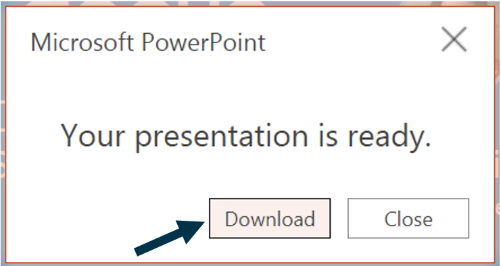 Microsoft PowerPoint
Your presentation is ready.
Download Close